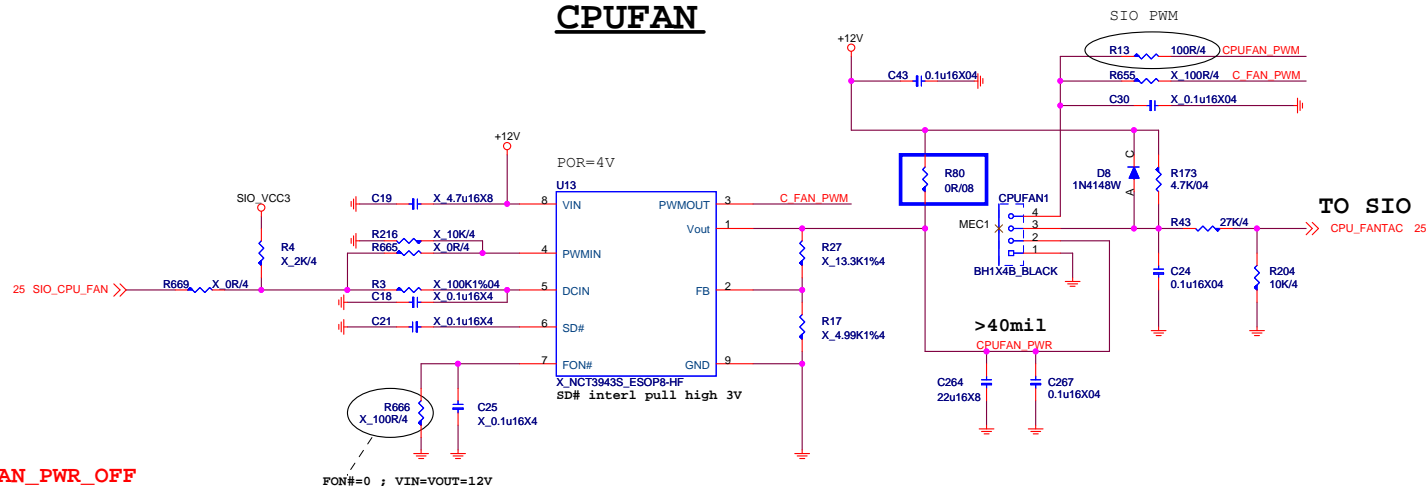 CPUFAN
SIO PWM
+12V
R13 100R/4 CPUFAN_PWM
C43 0.1u16X04
R655 X_100R/4 C_FAN_PWM
C30 X_0.1u16X04
+12V
POR=4V
U13
R80
0R/08
D8
1N4148W
C
A
R173
4.7K/04
SIO_VCC3
C19 X_4.7u16X8
8 VIN
PWMOUT 3 C_FAN_PWM
Vout 1
CPUFAN1
MEC1
4
3
2
1
BH1X4B_BLACK
TO SIO
R43 27K/4
CPU_FANTAC 25
R4
X_2K/4
R216 X_10K/4
R665 X_0R/4
4 PWMIN
R27
X_13.3K1%4
C24
0.1u16X04
R204
10K/4
25 SIO_CPU_FAN
R669 X_0R/4
R3 X_100K1%04
C18 X_0.1u16X4
5 DCIN
FB 2
C21 X_0.1u16X4
6 SD#
R17
X_4.99K1%4
>40mil
CPUFAN_PWR
7 FON#
GND 9
X_NCT3943S_ESOP8-HF
SD# interl pull high 3V
C264
22u16X8
C267
0.1u16X04
R666
X_100R/4
C25
X_0.1u16X4
AN_PWR_OFF
FON#=0 ; VIN=VOUT=12V